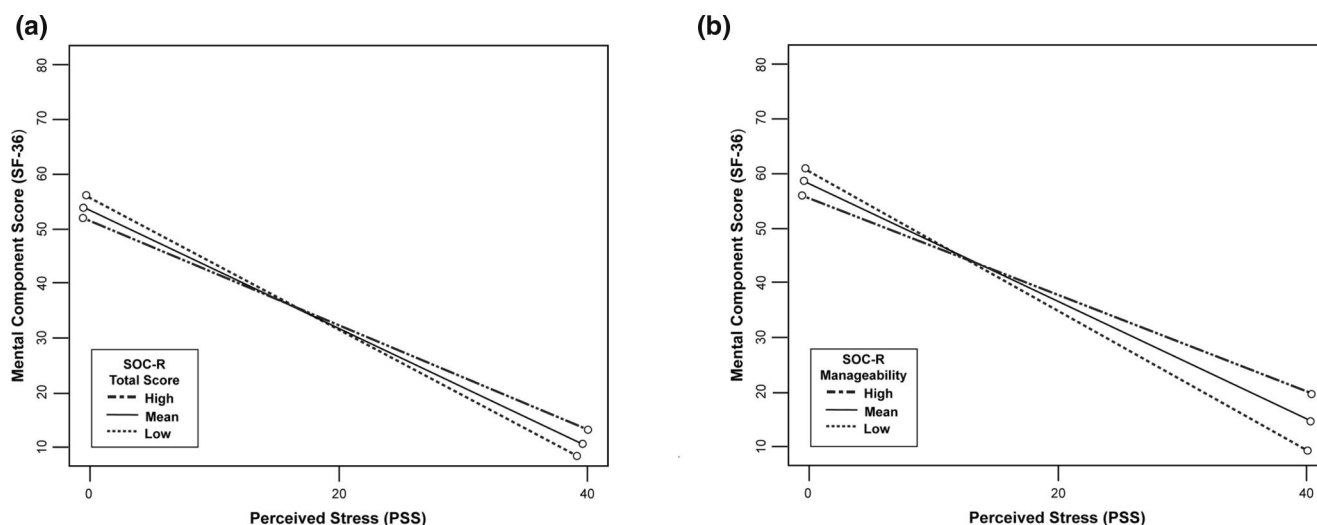 (a)
Mental Component Score (SF-36)
80
70
60
50
40
30
20
10
SOC-R
Total Score
High
Mean
Low
0
20
40
Perceived Stress (PSS)
(b)
Mental Component Score (SF-36)
80
70
60
50
40
30
20
10
SOC-R
Manageability
High
Mean
Low
0
20
40
Perceived Stress (PSS)